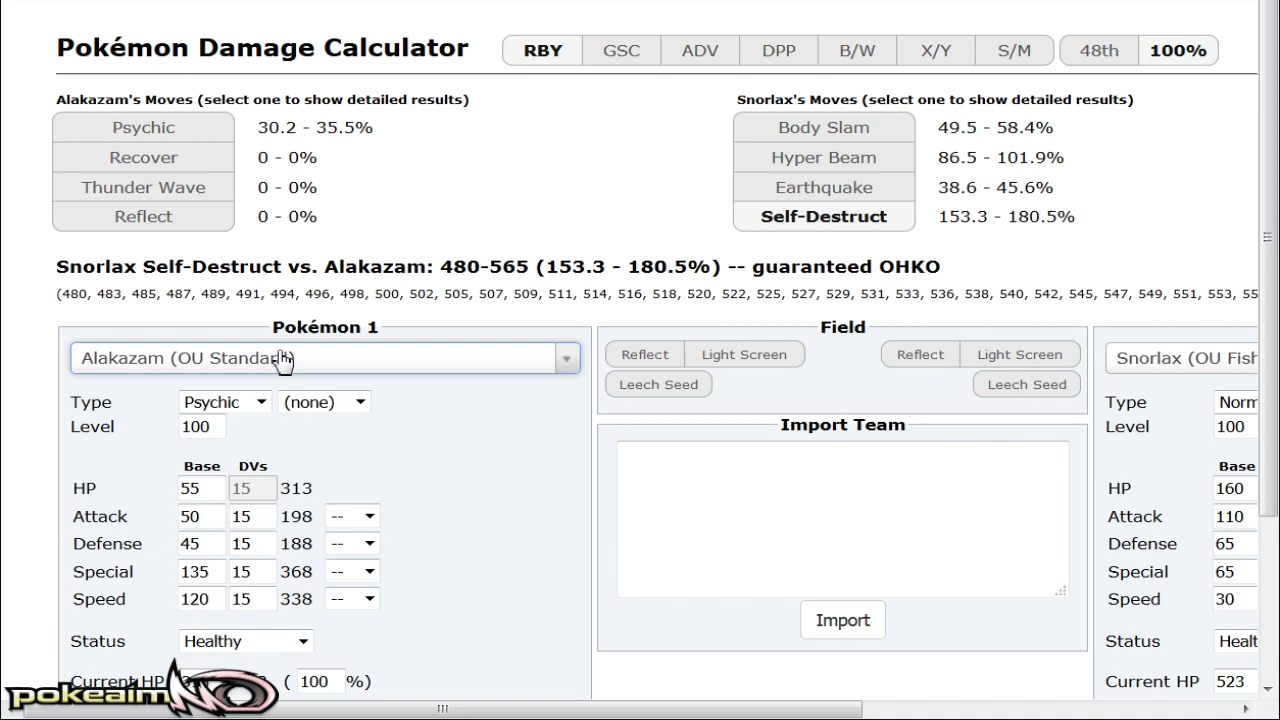 Pokémon Damage Calculator RBY GSC ADV DPP B/W X/Y S/M 48th 100%
Alakazam's Moves (select one to show detailed results)
Psychic 30.2 - 35.5%
Recover 0 - 0%
Thunder Wave 0 - 0%
Reflect 0 - 0%
Snorlax's Moves (select one to show detailed results)
Body Slam 49.5 - 58.4%
Hyper Beam 86.5 - 101.9%
Earthquake 38.6 - 45.6%
Self-Destruct 153.3 - 180.5%
Snorlax Self-Destruct vs. Alakazam: 480-565 (153.3 - 180.5%) -- guaranteed OHKO
(480, 483, 485, 487, 489, 491, 494, 496, 498, 500, 502, 505, 507, 509, 511, 514, 516, 518, 520, 522, 525, 527, 529, 531, 533, 536, 538, 540, 542, 545, 547, 549, 551, 553, 55
Pokémon 1
Alakazam (OU Standard)
Type Psychic (none)
Level 100
Base DVs
HP 55 15 313
Attack 50 15 198 --
Defense 45 15 188 --
Special 135 15 368 --
Speed 120 15 338 --
Status Healthy
Current HP ( 100 %)
pokeaimMD
Field
Reflect Light Screen Reflect Light Screen
Leech Seed Leech Seed
Import Team
Import
Snorlax (OU Fish
Type Norm
Level 100
Base
HP 160
Attack 110
Defense 65
Special 65
Speed 30
Status Healt
Current HP 523